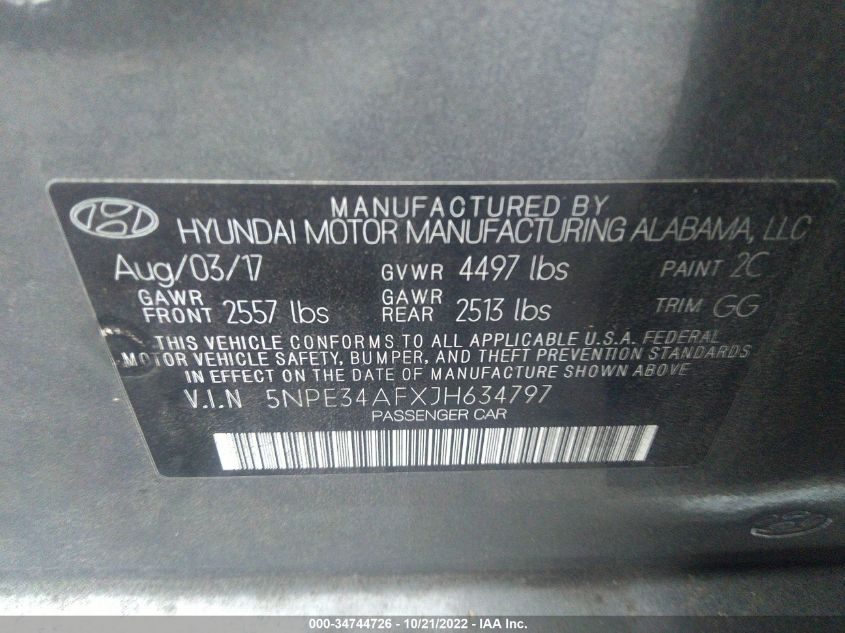 MANUFACTURED BY
HYUNDAI MOTOR MANUFACTURING ALABAMA, LLC
Aug/03/17 GVWR 4497 lbs PAINT 2C
GAWR FRONT 2557 lbs GAWR REAR 2513 lbs TRIM GG
THIS VEHICLE CONFORMS TO ALL APPLICABLE U.S.A. FEDERAL
MOTOR VEHICLE SAFETY, BUMPER, AND THEFT PREVENTION STANDARDS
IN EFFECT ON THE DATE OF MANUFACTURE SHOWN ABOVE
V.I.N 5NPE34AFXJH634797
PASSENGER CAR
000-34744726 - 10/21/2022 - IAA Inc.